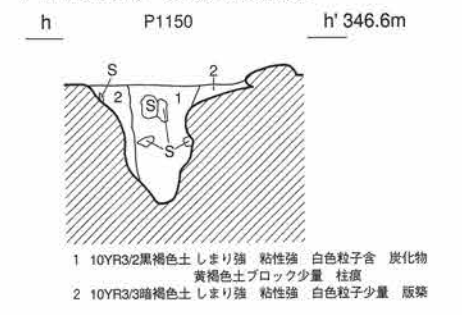 h P1150 h' 346.6m
S 2
2 S 1
S
1 10YR3/2黒褐色土 しまり強 粘性強 白色粒子含 炭化物
黄褐色土ブロック少量 柱痕
2 10YR3/3暗褐色土 しまり強 粘性強 白色粒子少量 版築